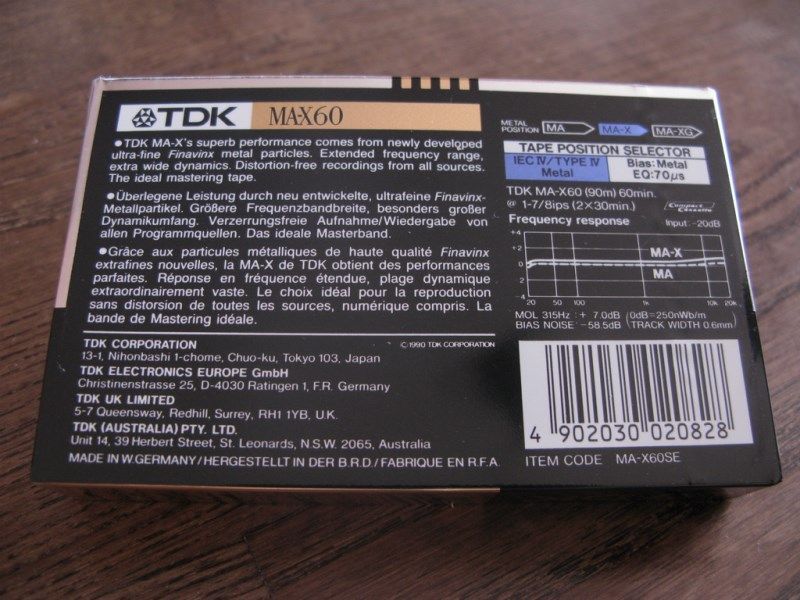 TDK MA-X60
•TDK MA-X's superb performance comes from newly developed
ultra-fine Finavinx metal particles. Extended frequency range,
extra wide dynamics. Distortion-free recordings from all sources.
The ideal mastering tape.
•Überlegene Leistung durch neu entwickelte, ultrafeine Finavinx-
Metallpartikel. Größere Frequenzbandbreite, besonders großer
Dynamikumfang. Verzerrungsfreie Aufnahme/Wiedergabe von
allen Programmquellen. Das ideale Masterband.
•Grâce aux particules métalliques de haute qualité Finavinx
extrafines nouvelles, la MA-X de TDK obtient des performances
parfaites. Réponse en fréquence étendue, plage dynamique
extraordinairement vaste. Le choix idéal pour la reproduction
sans distorsion de toutes les sources, numérique compris. La
bande de Mastering idéale.
TDK CORPORATION © 1990 TDK CORPORATION
13-1, Nihonbashi 1-chome, Chuo-ku, Tokyo 103, Japan
TDK ELECTRONICS EUROPE GmbH
Christinenstrasse 25, D-4030 Ratingen 1, F.R. Germany
TDK UK LIMITED
5-7 Queensway, Redhill, Surrey, RH1 1YB, U.K.
TDK (AUSTRALIA) PTY. LTD.
Unit 14, 39 Herbert Street, St. Leonards, N.S.W. 2065, Australia
MADE IN W.GERMANY/HERGESTELLT IN DER B.R.D./FABRIQUE EN R.F.A.
METAL
POSITION MA MA-X MA-XG
TAPE POSITION SELECTOR
IEC IV/TYPE IV
Metal
Bias: Metal
EQ: 70μs
TDK MA-X60 (90m) 60min.
@ 1-7/8ips (2×30min.) Compact Cassette
Frequency response Input: -20dB
+4
+2
0
2
-4
MA-X
MA
20 50 100 1k 10k 20k
MOL 315Hz : + 7.0dB (0dB=250nWb/m
BIAS NOISE : -58.5dB (TRACK WIDTH 0.6mm)
4 902030 020828
ITEM CODE MA-X60SE